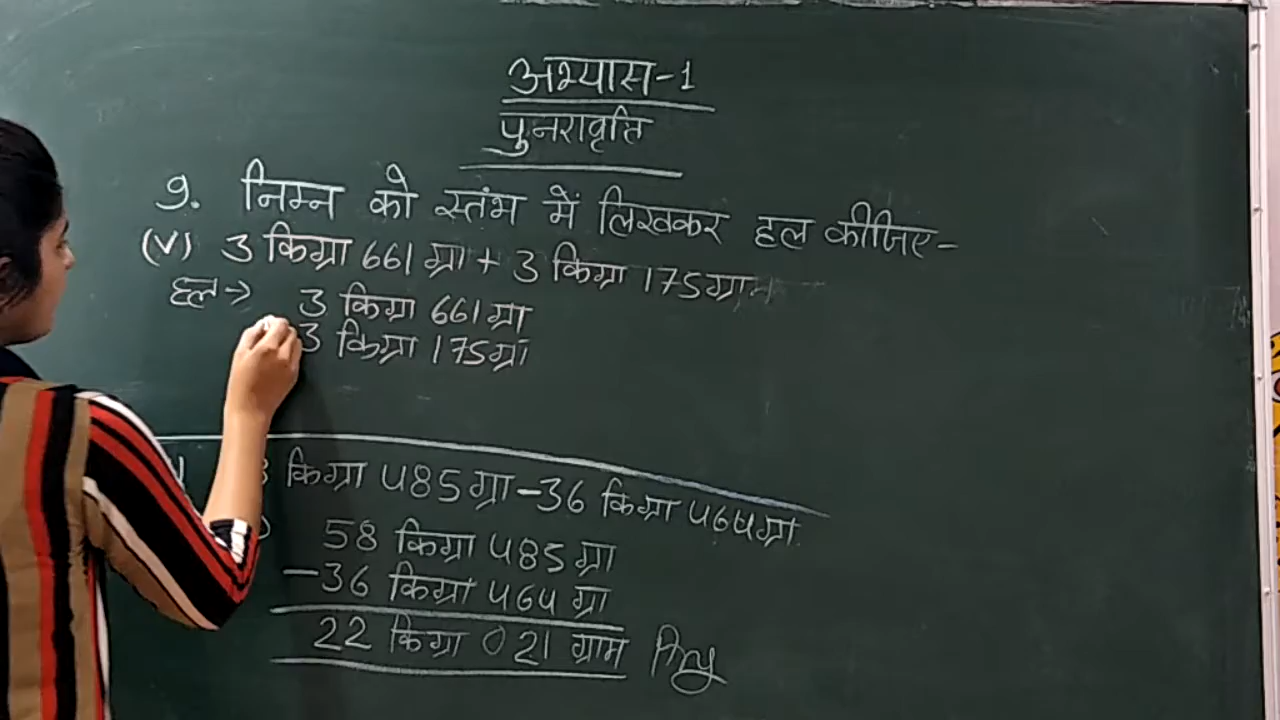 अभ्यास-1
पुनरावृत्ति
9. निम्न को स्तंभ में लिखकर हल कीजिए-
(V) 3 किग्रा 661 ग्रा + 3 किग्रा 175 ग्राम
हल→ 3 किग्रा 661 ग्रा
3 किग्रा 175 ग्रा
8 किग्रा 485 ग्रा - 36 किग्रा 464 ग्रा
58 किग्रा 485 ग्रा
-36 किग्रा 464 ग्रा
22 किग्रा 021 ग्राम